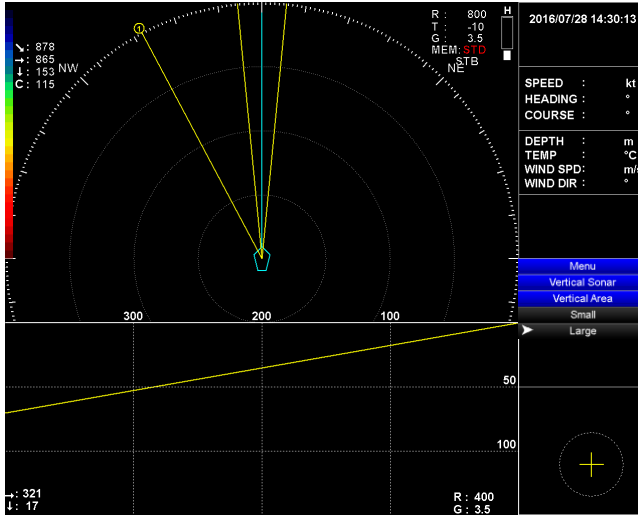 1
↘: 878
→: 865
↓: 153
C : 115
NW
R : 800
T : -10
G : 3.5
MEM: STD
STB
NE
H
2016/07/28 14:30:13
SPEED : kt
HEADING : °
COURSE : °
DEPTH : m
TEMP : °C
WIND SPD: m/s
WIND DIR : °
Menu
Vertical Sonar
Vertical Area
Small
Large
300 200 100
50
100
→: 321
↓: 17
R : 400
G : 3.5